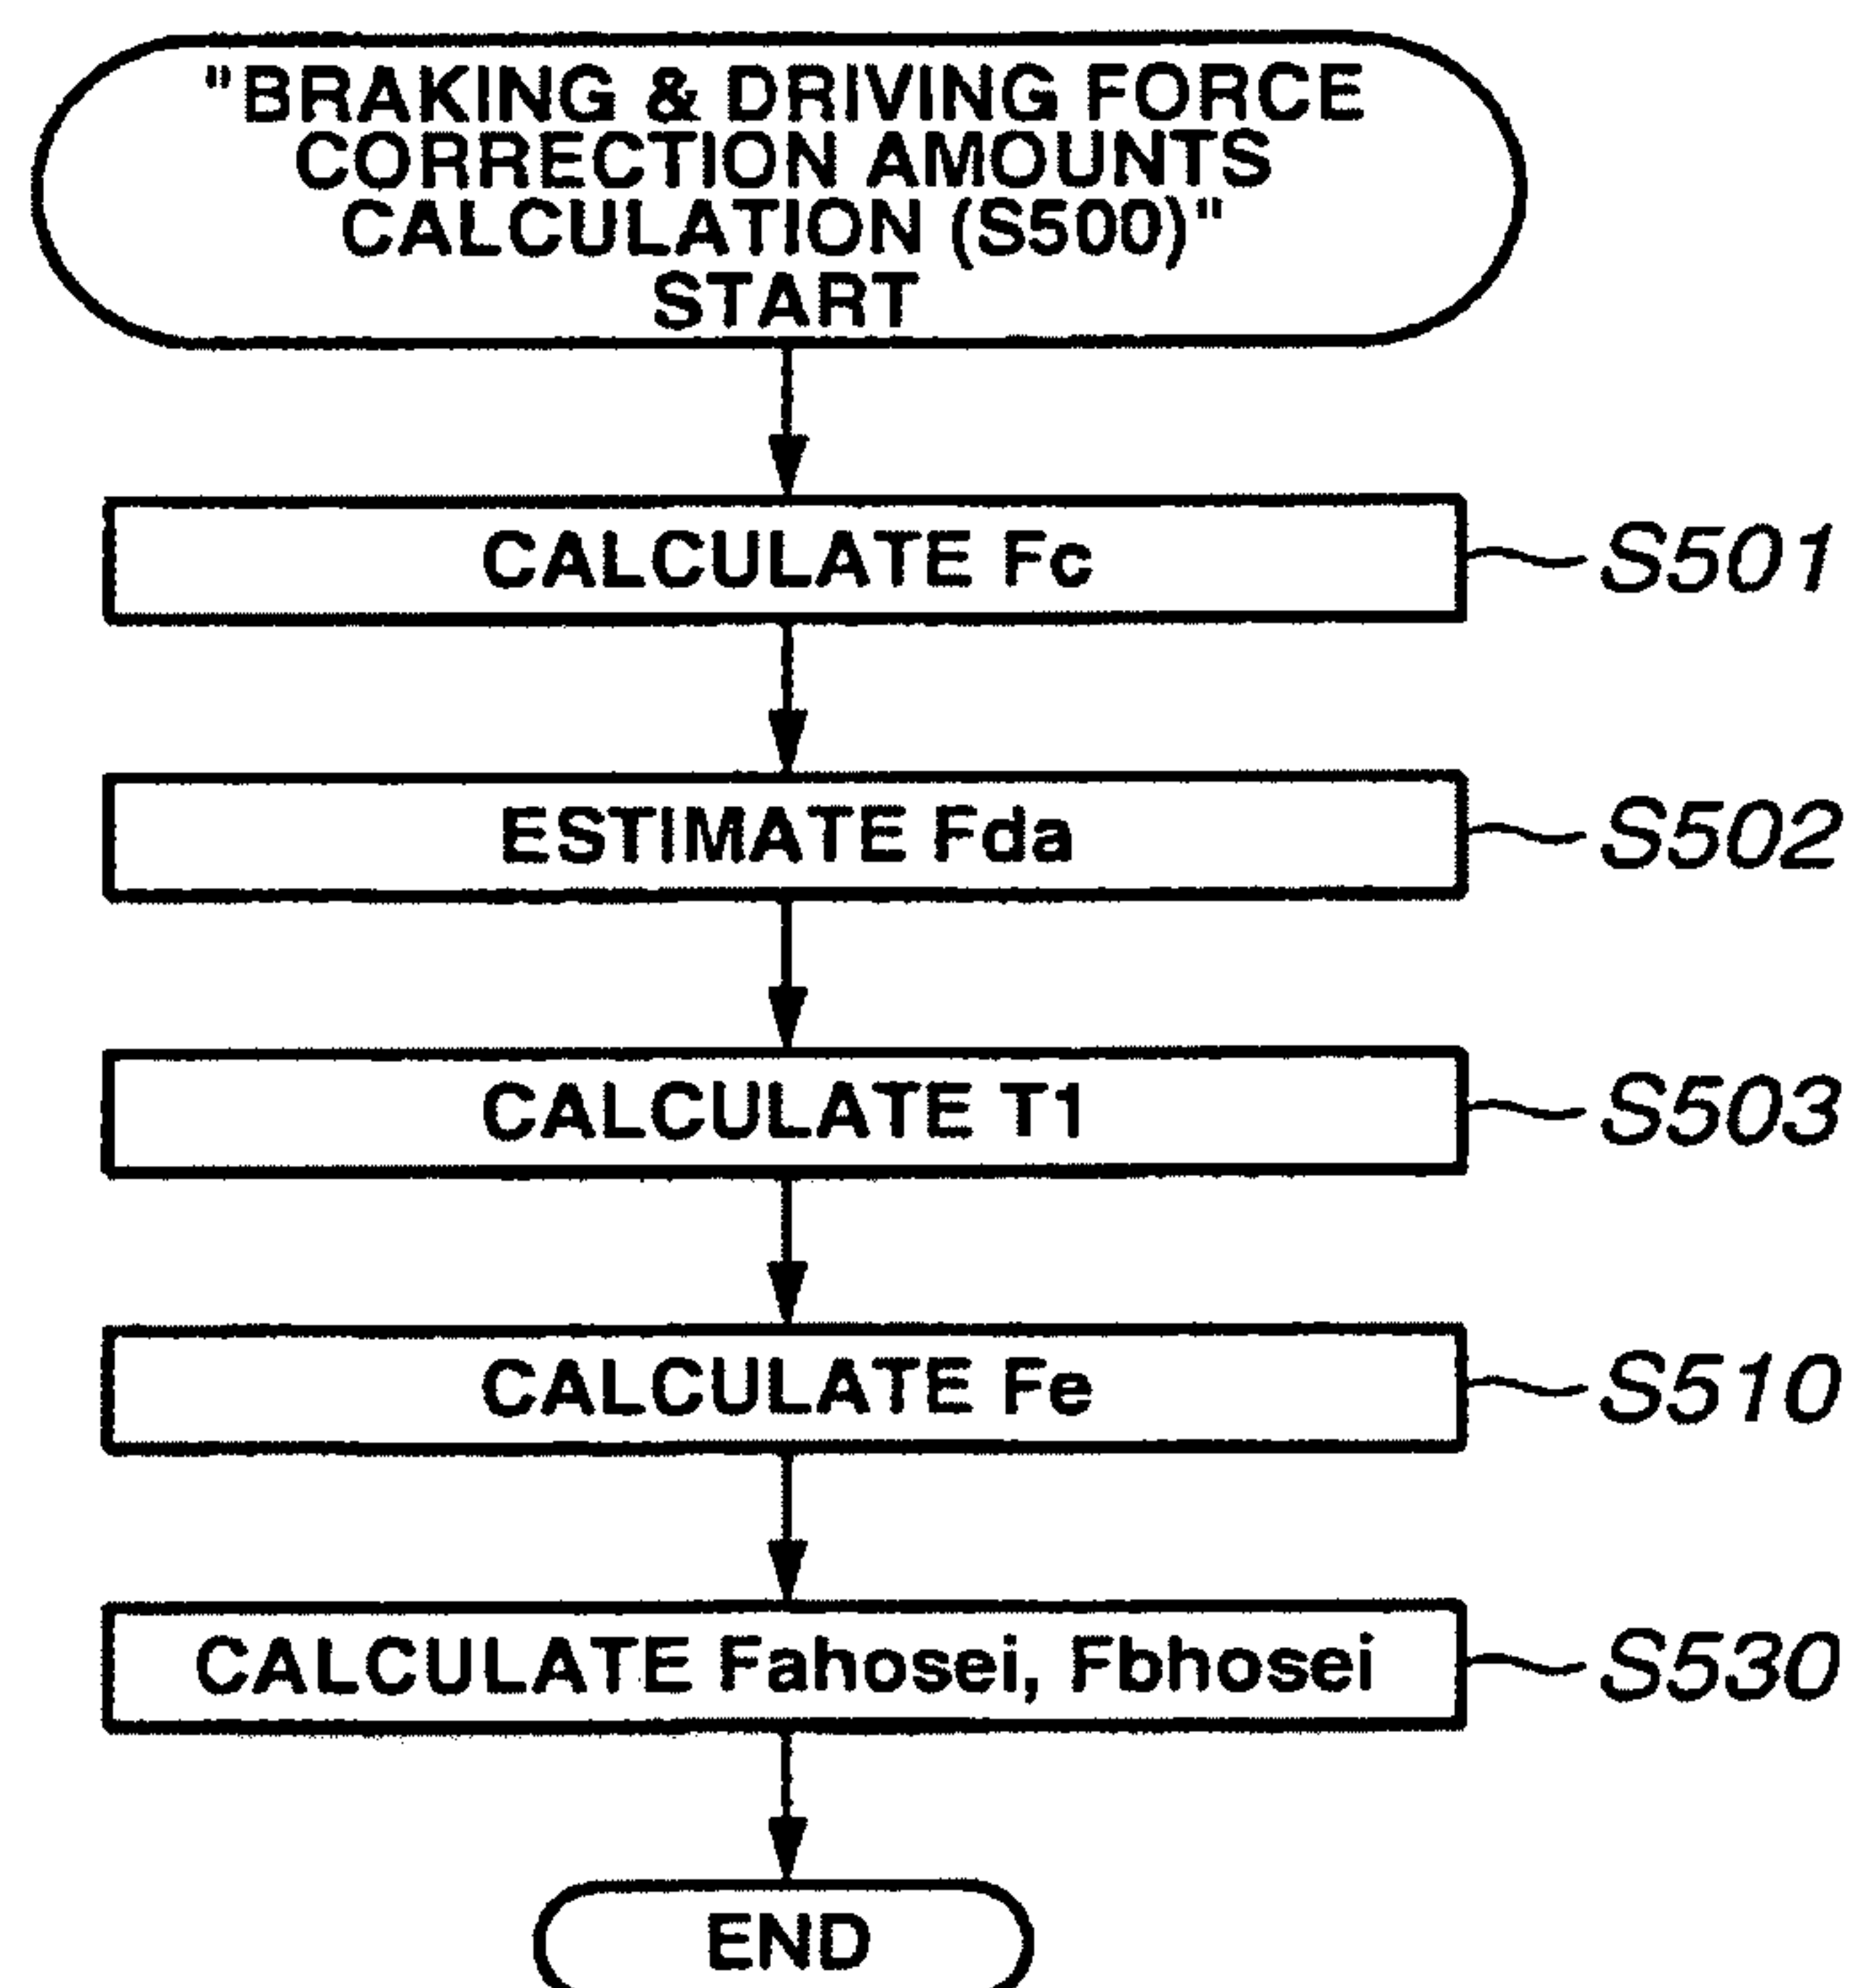 "BRAKING & DRIVING FORCE
CORRECTION AMOUNTS
CALCULATION (S500)"
START
CALCULATE Fc
S501
ESTIMATE Fda
S502
CALCULATE T1
S503
CALCULATE Fe
S510
CALCULATE Fahosei, Fbhosei
S530
END